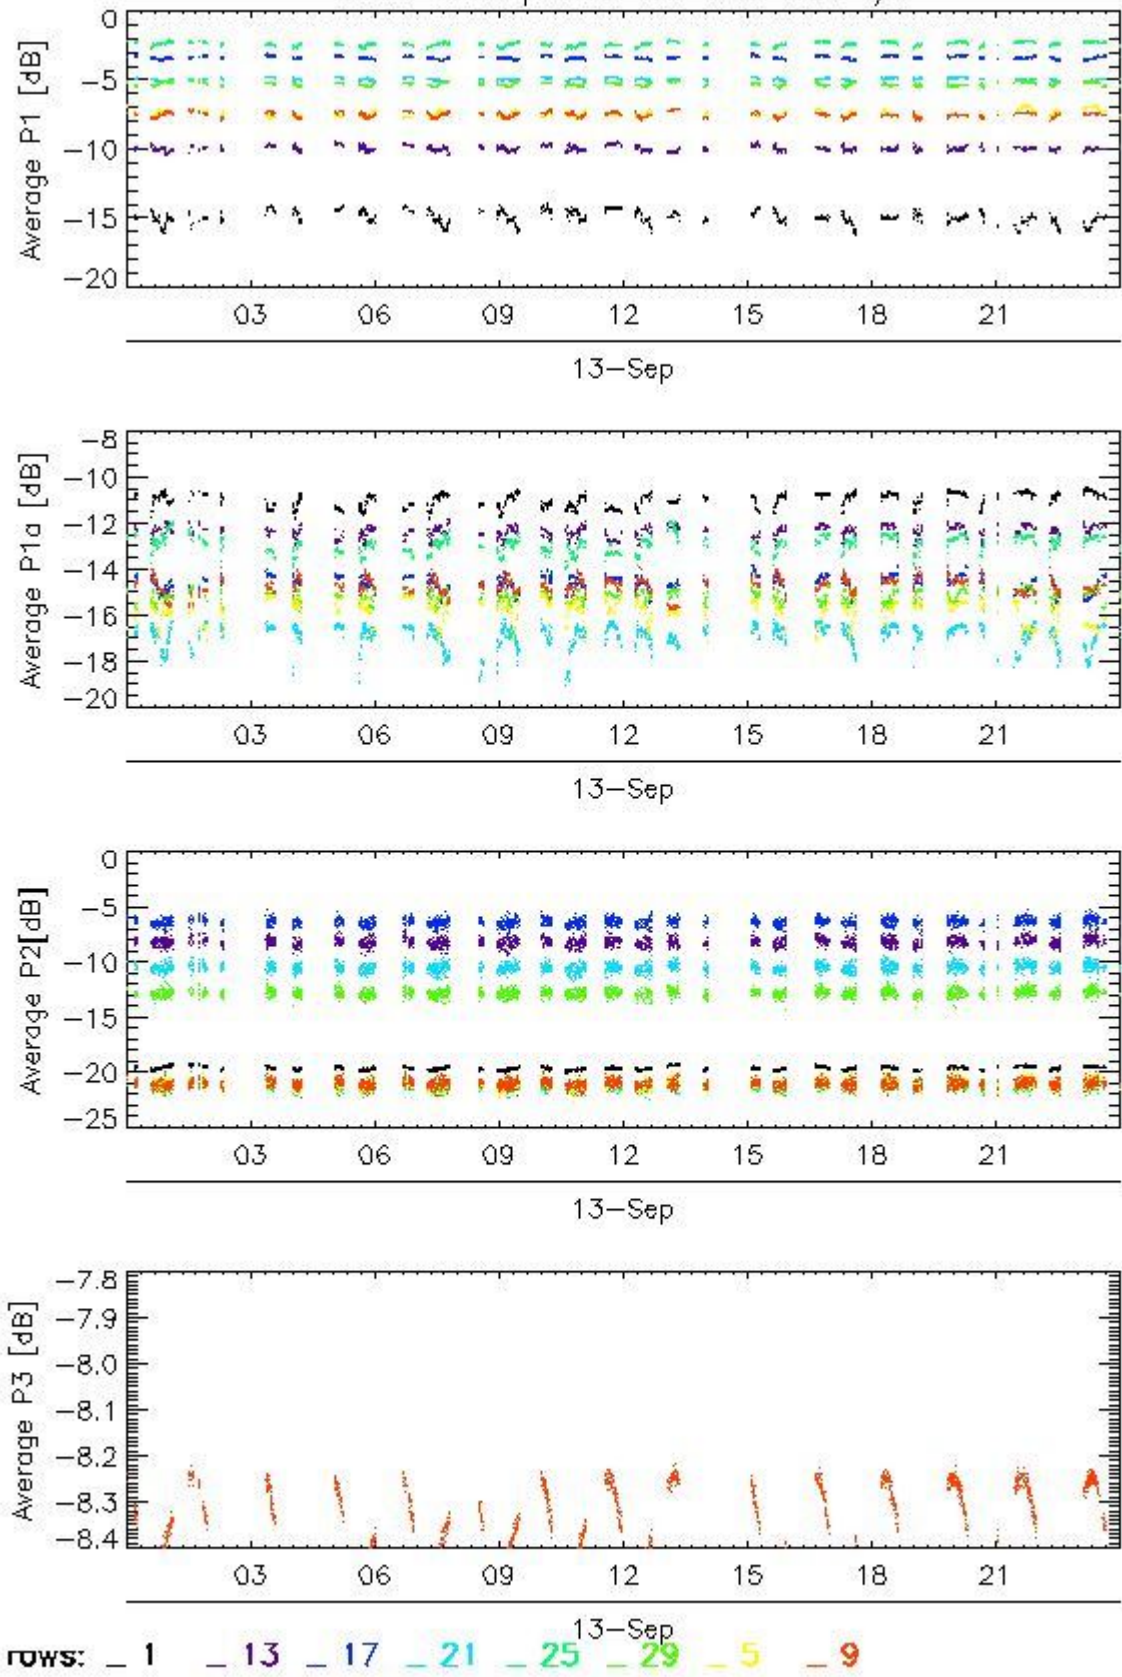 0
−5
−10
−15
−20
Average P1 [dB]
03 06 09 12 15 18 21
13−Sep
−8
−10
−12
−14
−16
−18
−20
Average P1a [dB]
03 06 09 12 15 18 21
13−Sep
0
−5
−10
−15
−20
−25
Average P2[dB]
03 06 09 12 15 18 21
13−Sep
−7.8
−7.9
−8.0
−8.1
−8.2
−8.3
−8.4
Average P3 [dB]
03 06 09 12 15 18 21
13−Sep
rows: _ 1 _ 13 _ 17 _ 21 _ 25 _ 29 _ 5 _ 9